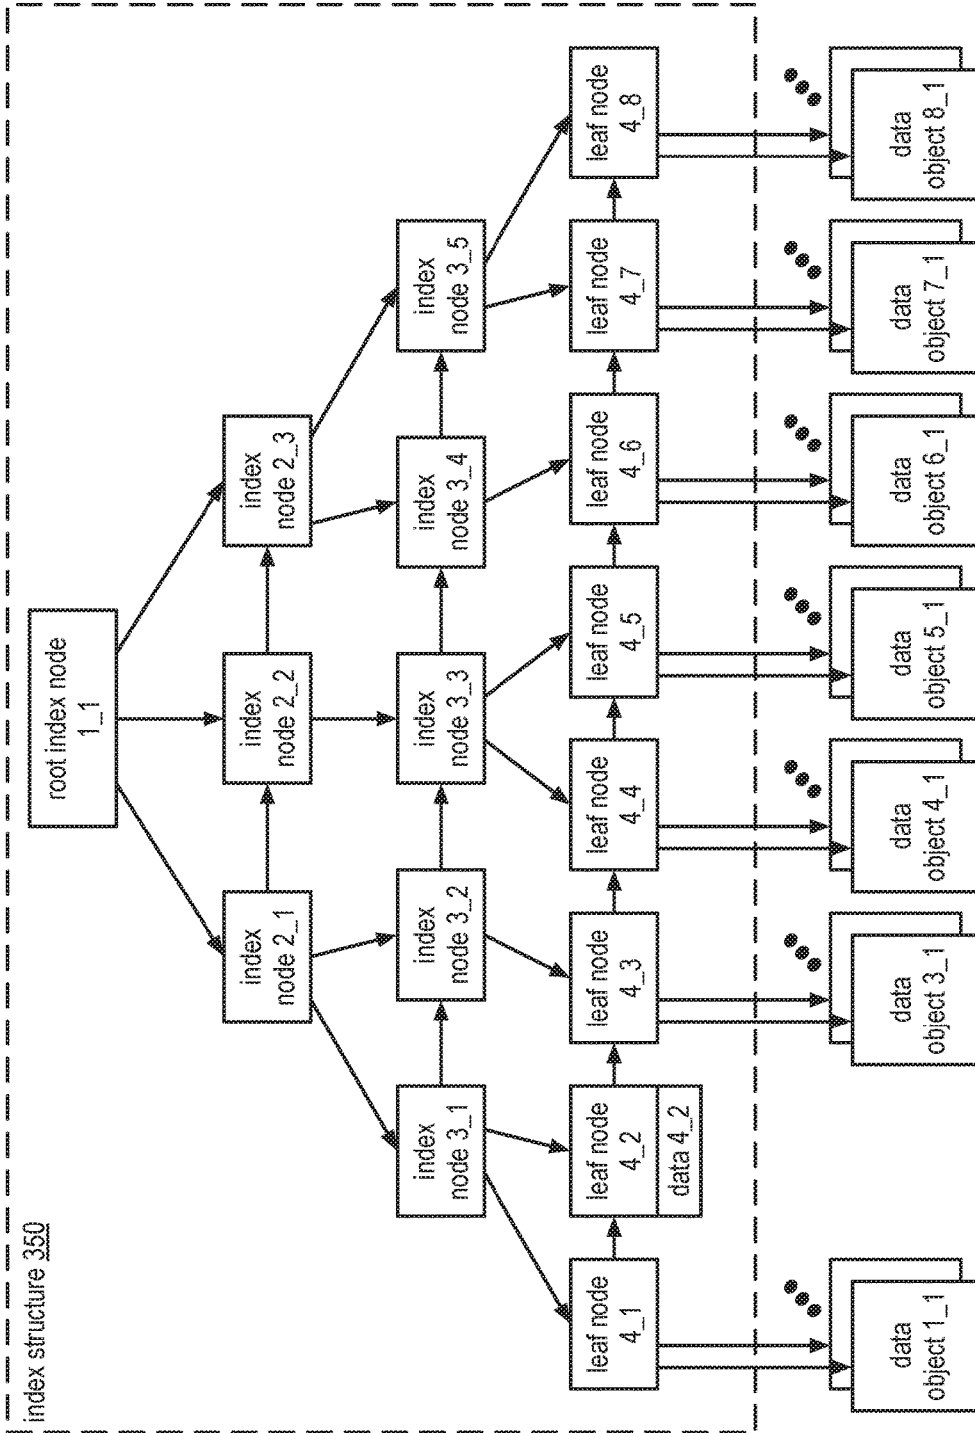 index structure 350
root index node
1_1
index
node 2_1
index
node 2_2
index
node 2_3
index
node 3_1
index
node 3_2
index
node 3_3
index
node 3_4
index
node 3_5
leaf node
4_1
leaf node
4_2
data 4_2
leaf node
4_3
leaf node
4_4
leaf node
4_5
leaf node
4_6
leaf node
4_7
leaf node
4_8
data
object 1_1
data
object 3_1
data
object 4_1
data
object 5_1
data
object 6_1
data
object 7_1
data
object 8_1